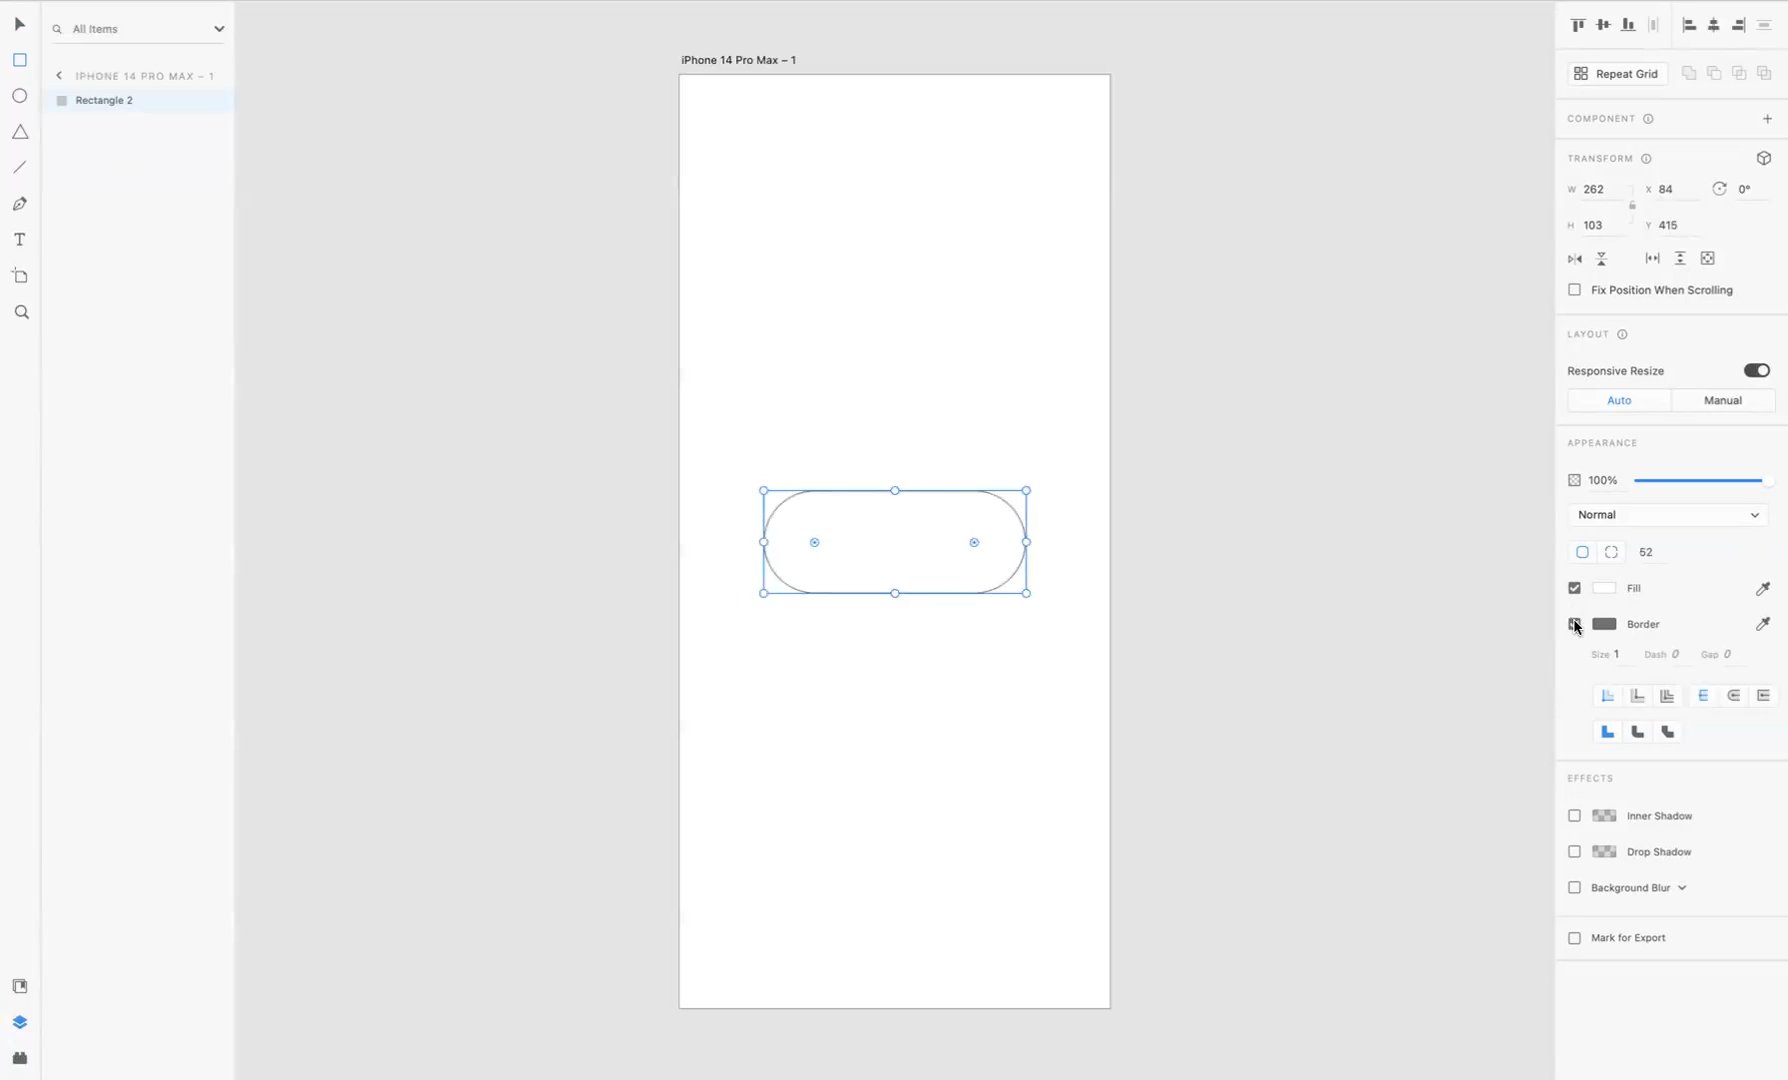 All Items
IPHONE 14 PRO MAX – 1
Rectangle 2
iPhone 14 Pro Max – 1
Repeat Grid
COMPONENT
TRANSFORM
W 262 X 84 0°
H 103 Y 415
Fix Position When Scrolling
LAYOUT
Responsive Resize
Auto Manual
APPEARANCE
100%
Normal
52
Fill
Border
Size 1 Dash 0 Gap 0
EFFECTS
Inner Shadow
Drop Shadow
Background Blur
Mark for Export